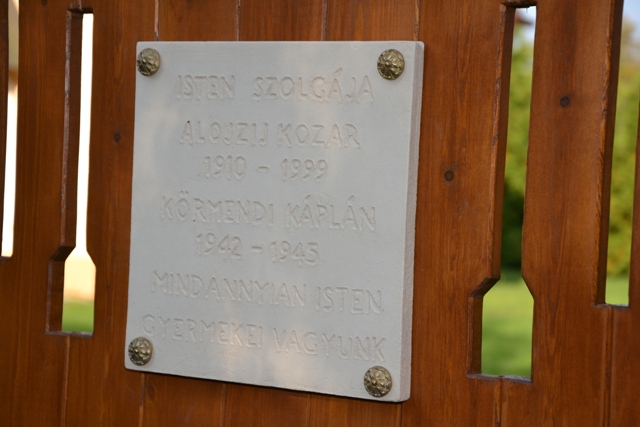 ISTEN SZOLGÁJA
ALOJZIJ KOZAR
1910 - 1999
KÖRMENDI KÁPLÁN
1942 - 1945
MINDANNYIAN ISTEN
GYERMEKEI VAGYUNK